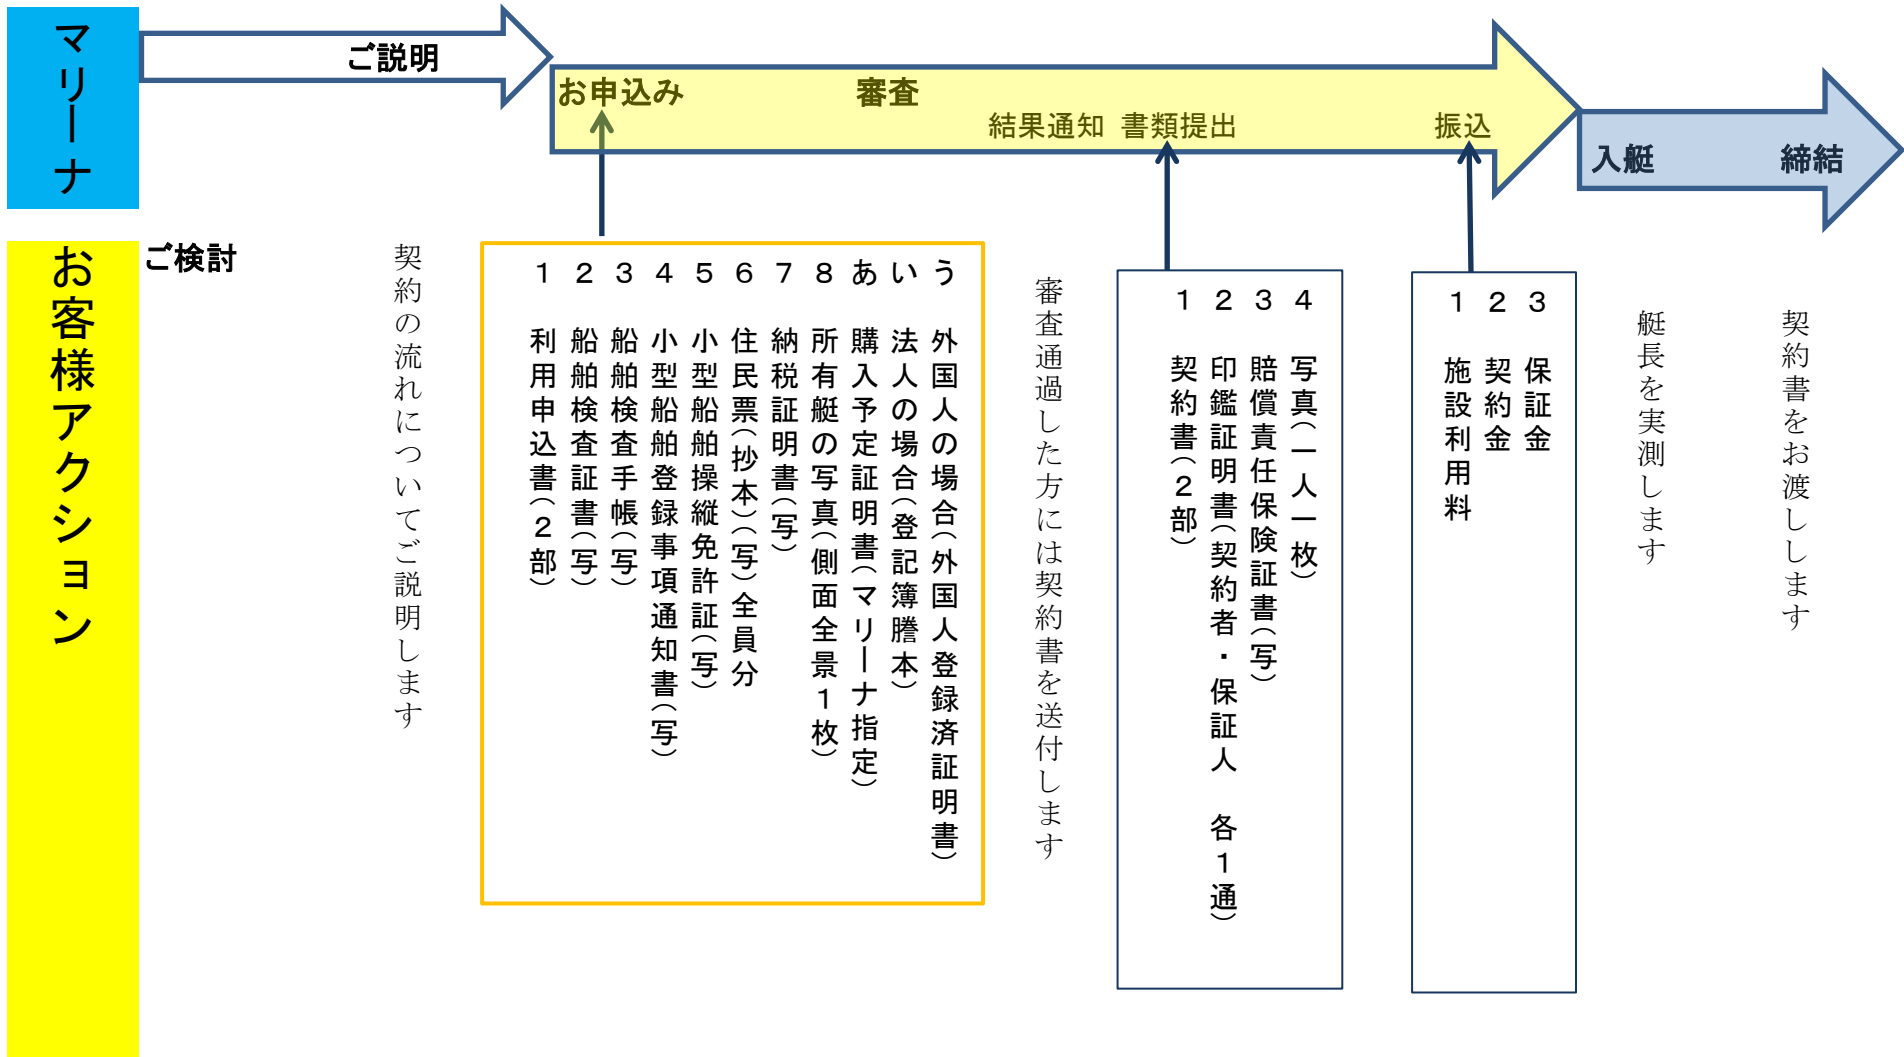 マリーナ
ご説明
お申込み
審査
結果通知
書類提出
振込
入艇
締結
お客様アクション
ご検討
契約の流れについてご説明します
1　利用申込書(2部)
2　船舶検査証書(写)
3　船舶検査手帳(写)
4　小型船舶登録事項通知書(写)
5　小型船舶操縦免許証(写)
6　住民票(抄本)(写)全員分
7　納税証明書(写)
8　所有艇の写真(側面全景1枚)
あ　購入予定証明書(マリーナ指定)
い　法人の場合(登記簿謄本)
う　外国人の場合(外国人登録済証明書)
審査通過した方には契約書を送付します
1　契約書(2部)
2　印鑑証明書(契約者・保証人　各1通)
3　賠償責任保険証書(写)
4　写真(一人一枚)
1　施設利用料
2　契約金
3　保証金
艇長を実測します
契約書をお渡しします